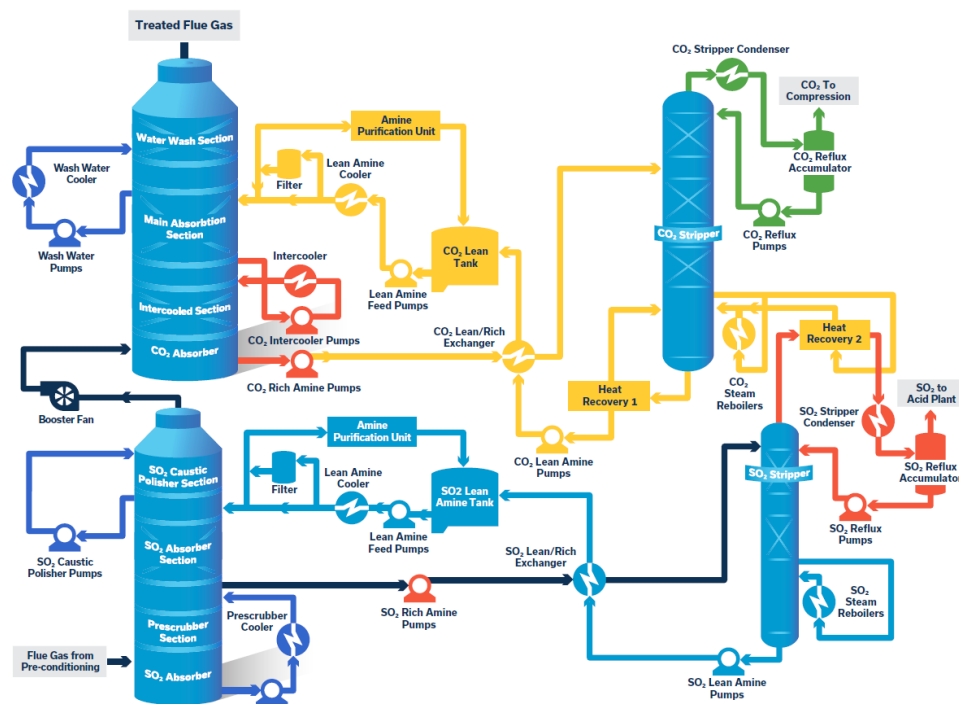 Treated Flue Gas
Water Wash Section
Main Absorbtion
Section
Intercooled Section
CO₂ Absorber
Wash Water
Cooler
Wash Water
Pumps
Amine
Purification Unit
Filter
Lean Amine
Cooler
Lean Amine
Feed Pumps
CO₂ Lean
Tank
Intercooler
CO₂ Intercooler Pumps
CO₂ Rich Amine Pumps
CO₂ Lean/Rich
Exchanger
CO₂ Stripper Condenser
CO₂ To
Compression
CO₂ Reflux
Accumulator
CO₂ Reflux
Pumps
CO₂ Stripper
Heat
Recovery 1
CO₂ Lean Amine
Pumps
CO₂
Steam
Reboilers
Heat
Recovery 2
SO₂ Stripper
Condenser
SO₂ to
Acid Plant
SO₂ Reflux
Accumulator
SO₂ Reflux
Pumps
SO₂ Stripper
SO₂
Steam
Reboilers
SO₂ Lean Amine
Pumps
Booster Fan
SO₂ Caustic
Polisher Section
SO₂ Absorber
Section
Prescrubber
Section
SO₂ Absorber
SO₂ Caustic
Polisher Pumps
Flue Gas from
Pre-conditioning
Amine
Purification Unit
Filter
Lean Amine
Cooler
Lean Amine
Feed Pumps
SO2 Lean
Amine Tank
SO₂ Lean/Rich
Exchanger
SO₂ Rich Amine
Pumps
Prescrubber
Cooler